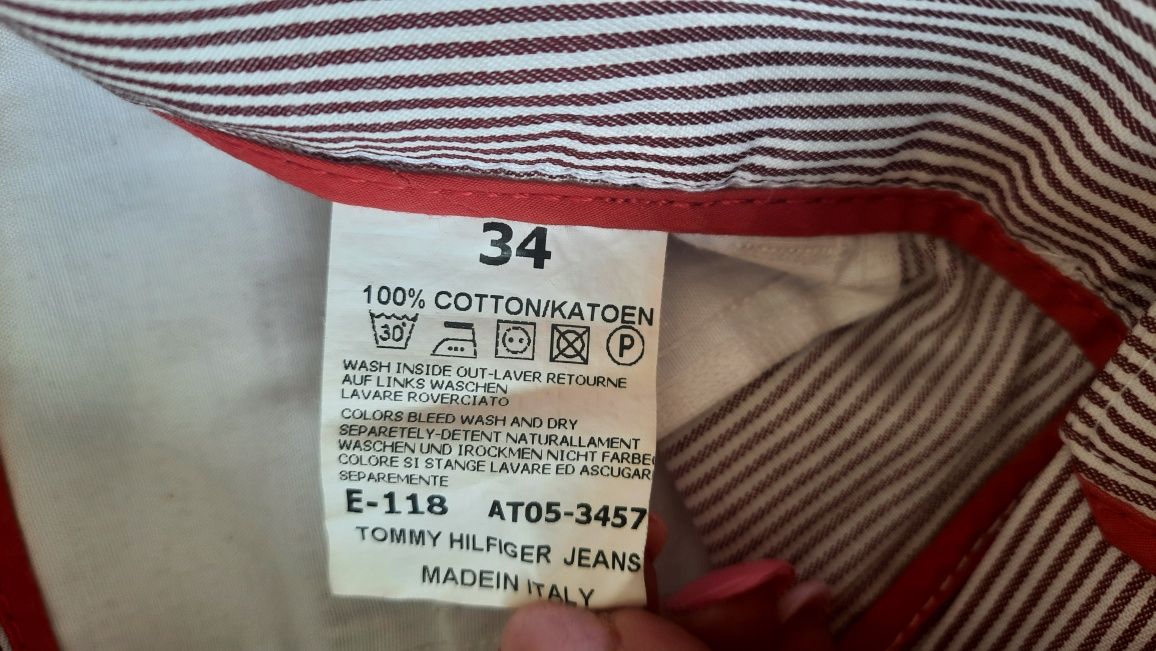 34
100% COTTON/KATOEN
30° P
WASH INSIDE OUT-LAVER RETOURNE
AUF LINKS WASCHEN
LAVARE ROVERCIATO
COLORS BLEED WASH AND DRY
SEPARETELY-DETENT NATURALLAMENT
WASCHEN UND IROCKMEN NICHT FARBEC
COLORE SI STANGE LAVARE ED ASCUGAR
SEPAREMENTE
E-118 AT05-3457
TOMMY HILFIGER JEANS
MADEIN ITALY